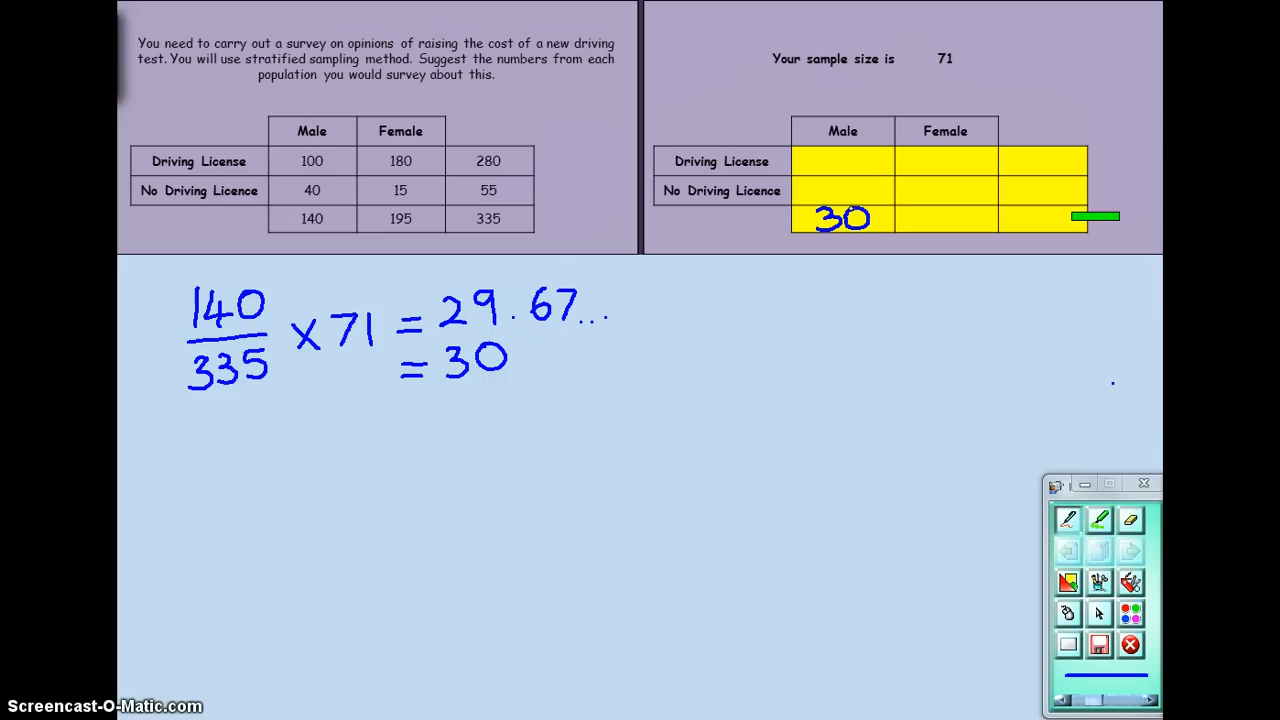 You need to carry out a survey on opinions of raising the cost of a new driving
test. You will use stratified sampling method. Suggest the numbers from each
population you would survey about this.
Male Female
Driving License 100 180 280
No Driving Licence 40 15 55
140 195 335
Your sample size is 71
Male Female
Driving License
No Driving Licence
30
140/335 x 71 = 29.67...
= 30
Screencast-O-Matic.com